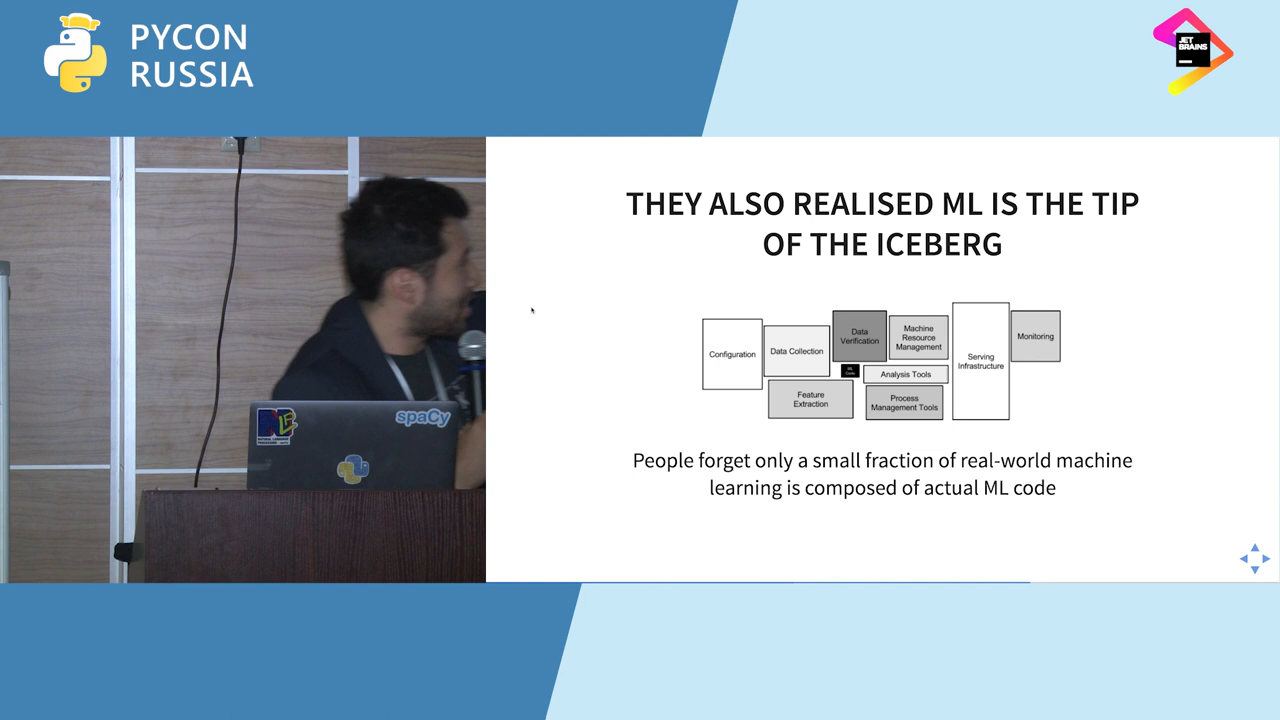 PYCON
RUSSIA
JET
BRAINS
THEY ALSO REALISED ML IS THE TIP
OF THE ICEBERG
Configuration
Data Collection
Data
Verification
Machine
Resource
Management
Serving
Infrastructure
Monitoring
ML
Code
Analysis Tools
Feature
Extraction
Process
Management Tools
People forget only a small fraction of real-world machine
learning is composed of actual ML code
spaCy